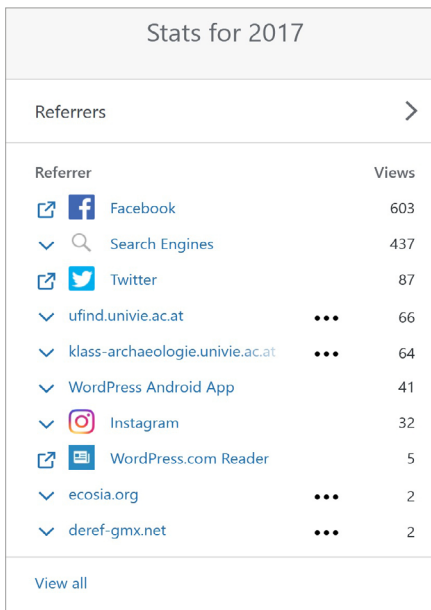 Stats for 2017
Referrers
Referrer Views
Facebook 603
Search Engines 437
Twitter 87
ufind.univie.ac.at ••• 66
klass-archaeologie.univie.ac.at ••• 64
WordPress Android App 41
Instagram 32
WordPress.com Reader 5
ecosia.org ••• 2
deref-gmx.net ••• 2
View all